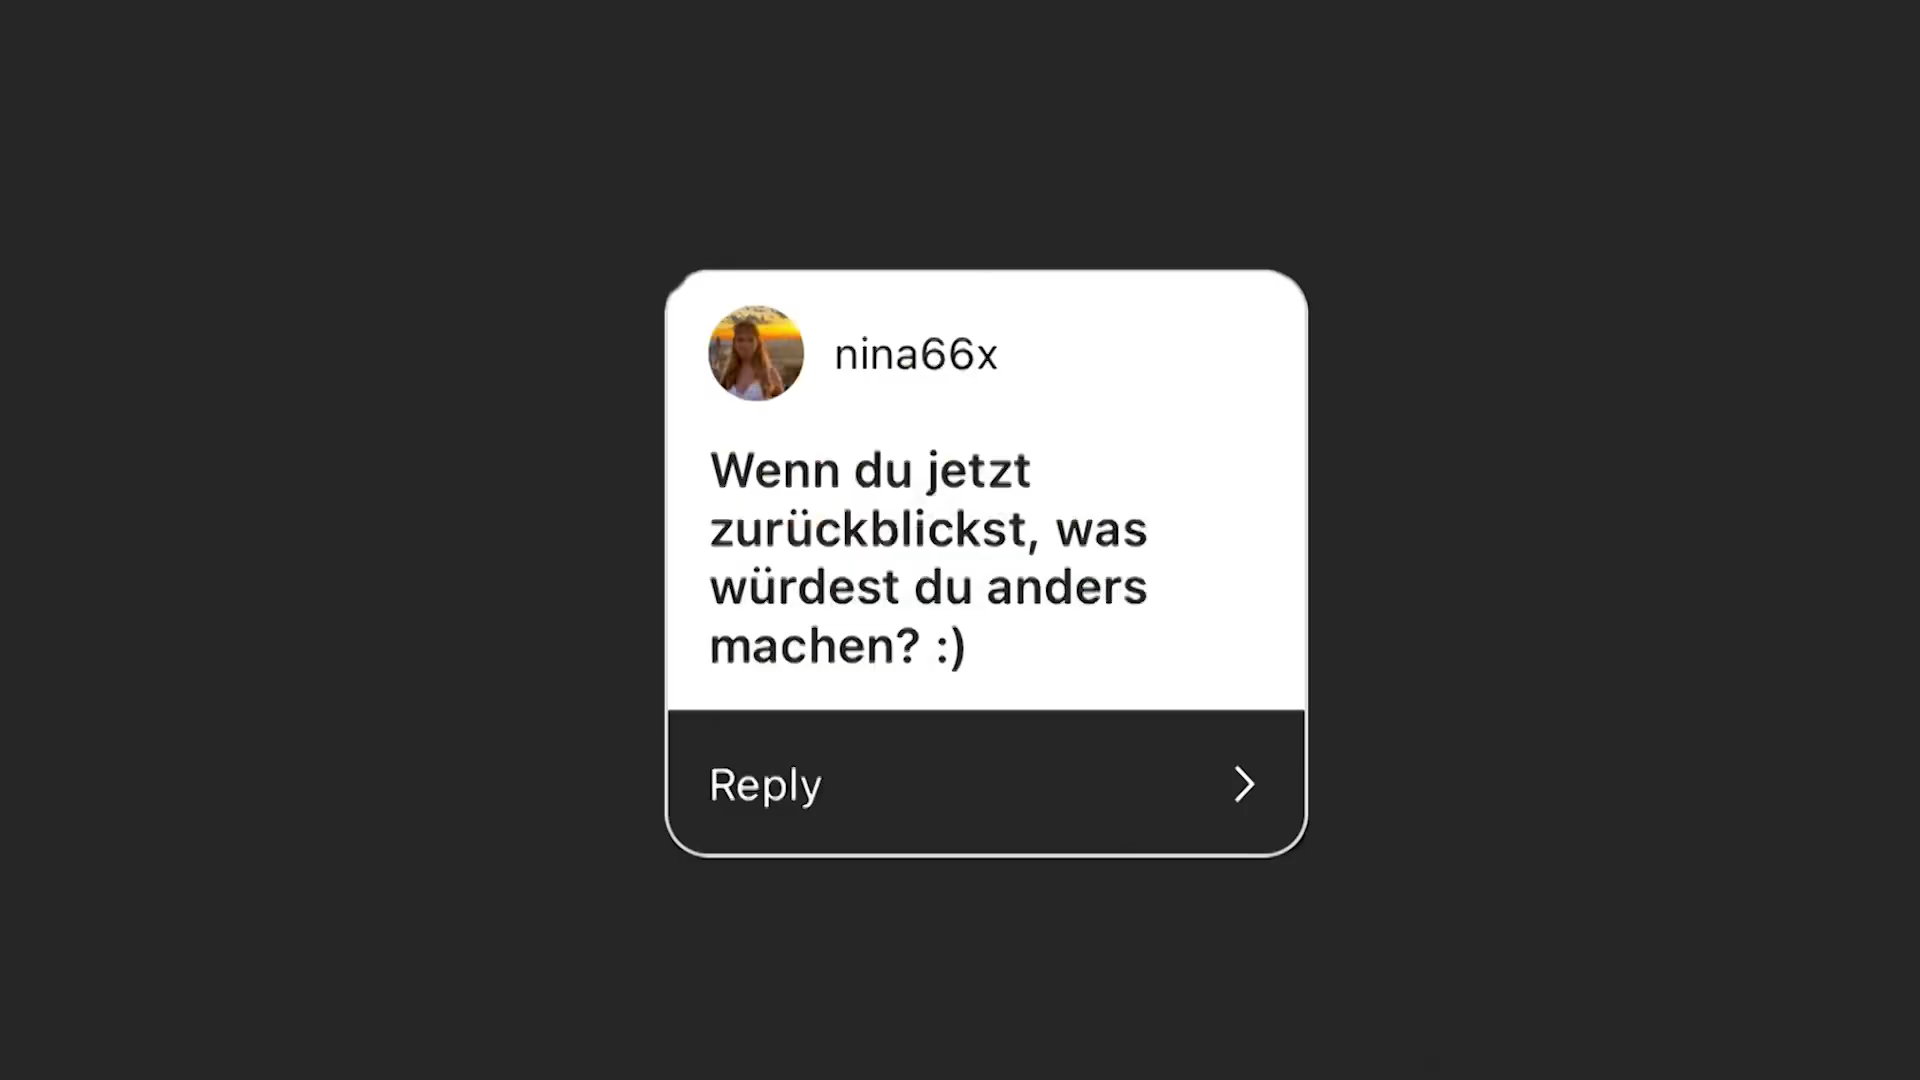 nina66x
Wenn du jetzt
zurückblickst, was
würdest du anders
machen? :)
Reply